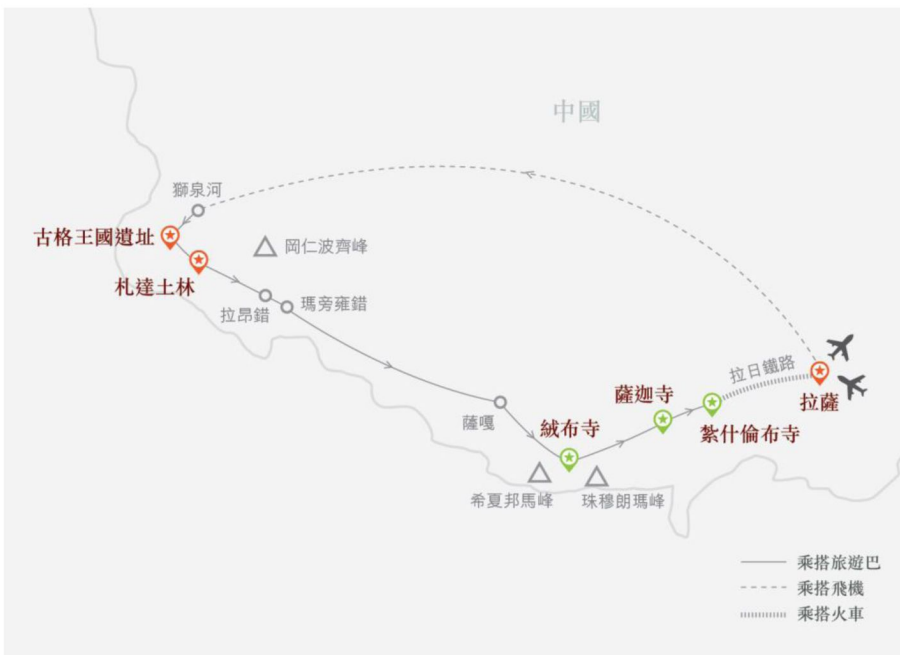 中國
獅泉河
古格王國遺址
岡仁波齊峰
札達土林
拉昂錯
瑪旁雍錯
拉日鐵路
薩迦寺
拉薩
薩嘎
絨布寺
紮什倫布寺
希夏邦馬峰
珠穆朗瑪峰
乘搭旅遊巴
乘搭飛機
乘搭火車